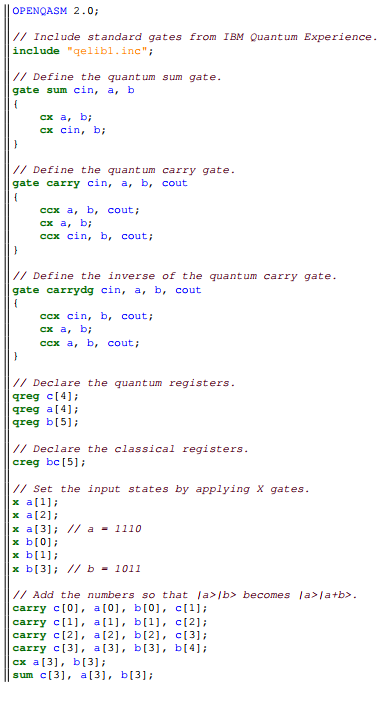 OPENQASM 2.0;
// Include standard gates from IBM Quantum Experience.
include "qelib1.inc";
// Define the quantum sum gate.
gate sum cin, a, b
{
cx a, b;
cx cin, b;
}
// Define the quantum carry gate.
gate carry cin, a, b, cout
{
ccx a, b, cout;
cx a, b;
ccx cin, b, cout;
}
// Define the inverse of the quantum carry gate.
gate carrydg cin, a, b, cout
{
ccx cin, b, cout;
cx a, b;
ccx a, b, cout;
}
// Declare the quantum registers.
qreg c[4];
qreg a[4];
qreg b[5];
// Declare the classical registers.
creg bc[5];
// Set the input states by applying X gates.
x a[1];
x a[2];
x a[3]; // a = 1110
x b[0];
x b[1];
x b[3]; // b = 1011
// Add the numbers so that |a>|b> becomes |a>|a+b>.
carry c[0], a[0], b[0], c[1];
carry c[1], a[1], b[1], c[2];
carry c[2], a[2], b[2], c[3];
carry c[3], a[3], b[3], b[4];
cx a[3], b[3];
sum c[3], a[3], b[3];